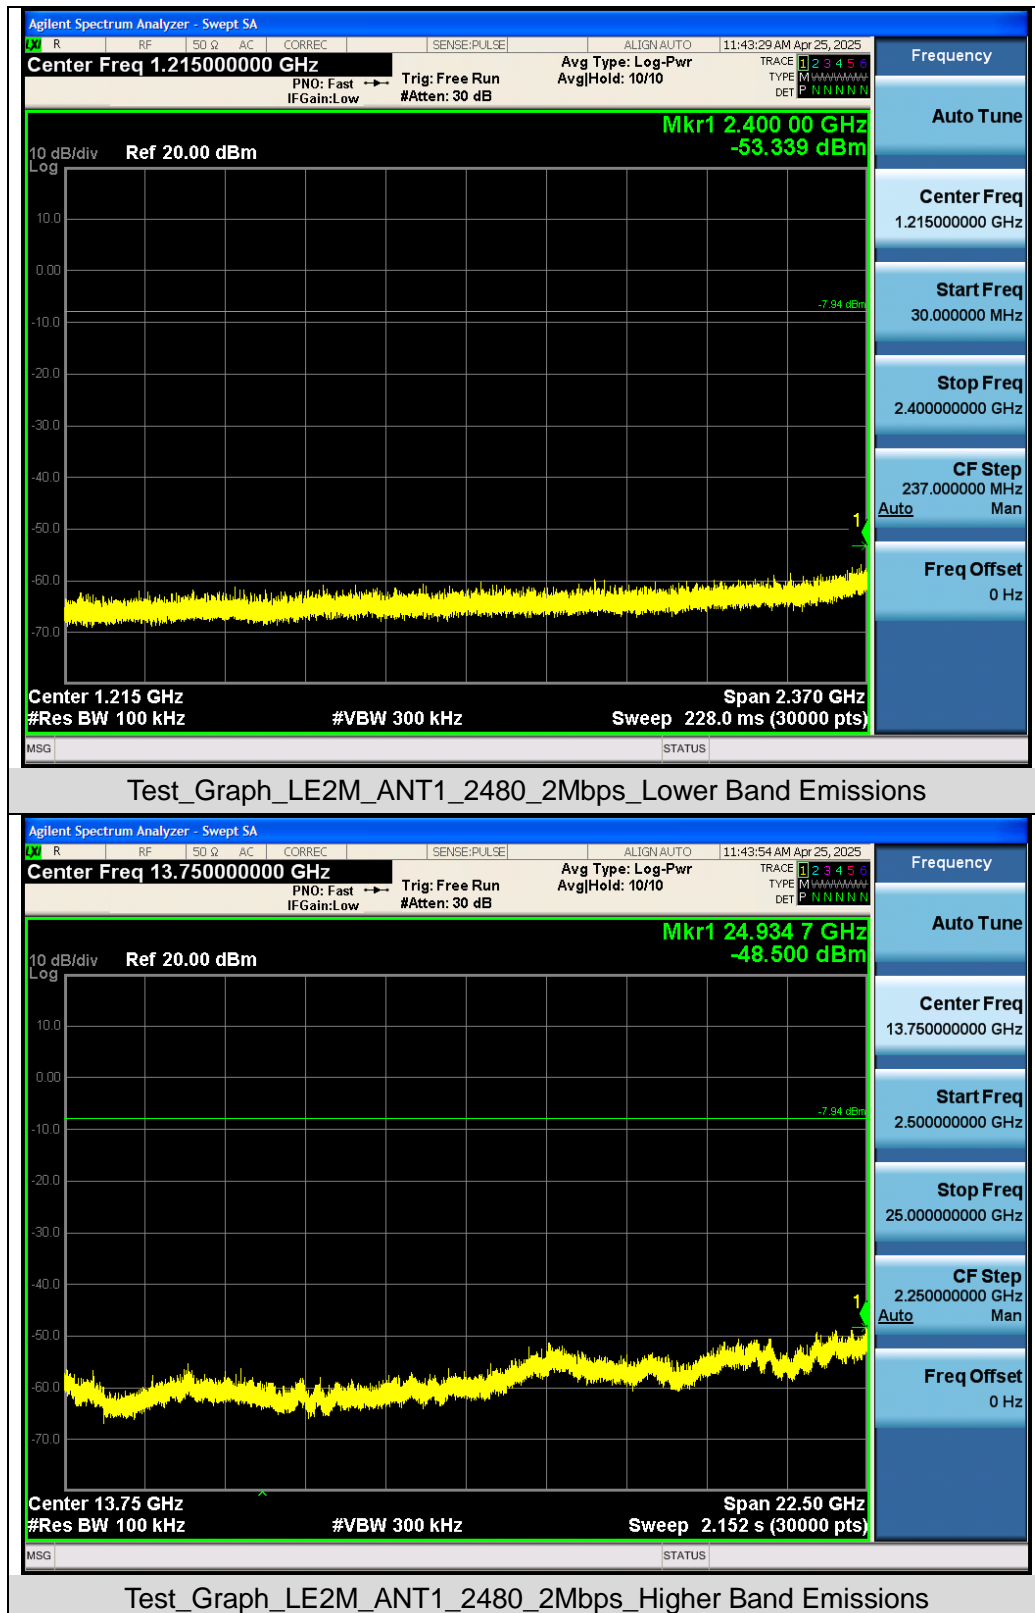 Agilent Spectrum Analyzer - Swept SA
LXI R RF 50 Ω AC CORREC SENSE:PULSE ALIGN AUTO 11:43:29 AM Apr 25, 2025
Center Freq 1.215000000 GHz
PNO: Fast
IFGain:Low
Trig: Free Run
#Atten: 30 dB
Avg Type: Log-Pwr
Avg|Hold: 10/10
TRACE 1 2 3 4 5 6
TYPE M WWWWW
DET P N N N N N
Mkr1 2.400 00 GHz
-53.339 dBm
10 dB/div Ref 20.00 dBm
Log
10.0
0.00
-7.94 dBm
-10.0
-20.0
-30.0
-40.0
1
-50.0
-60.0
-70.0
Center 1.215 GHz Span 2.370 GHz
#Res BW 100 kHz #VBW 300 kHz Sweep 228.0 ms (30000 pts)
MSG STATUS
Frequency
Auto Tune
Center Freq
1.215000000 GHz
Start Freq
30.000000 MHz
Stop Freq
2.400000000 GHz
CF Step
237.000000 MHz
Auto Man
Freq Offset
0 Hz
Test_Graph_LE2M_ANT1_2480_2Mbps_Lower Band Emissions
Agilent Spectrum Analyzer - Swept SA
LXI R RF 50 Ω AC CORREC SENSE:PULSE ALIGN AUTO 11:43:54 AM Apr 25, 2025
Center Freq 13.750000000 GHz
PNO: Fast
IFGain:Low
Trig: Free Run
#Atten: 30 dB
Avg Type: Log-Pwr
Avg|Hold: 10/10
TRACE 1 2 3 4 5 6
TYPE M WWWWW
DET P N N N N N
Mkr1 24.934 7 GHz
-48.500 dBm
10 dB/div Ref 20.00 dBm
Log
10.0
0.00
-7.94 dBm
-10.0
-20.0
-30.0
-40.0
1
-50.0
-60.0
-70.0
Center 13.75 GHz Span 22.50 GHz
#Res BW 100 kHz #VBW 300 kHz Sweep 2.152 s (30000 pts)
MSG STATUS
Frequency
Auto Tune
Center Freq
13.750000000 GHz
Start Freq
2.500000000 GHz
Stop Freq
25.000000000 GHz
CF Step
2.250000000 GHz
Auto Man
Freq Offset
0 Hz
Test_Graph_LE2M_ANT1_2480_2Mbps_Higher Band Emissions